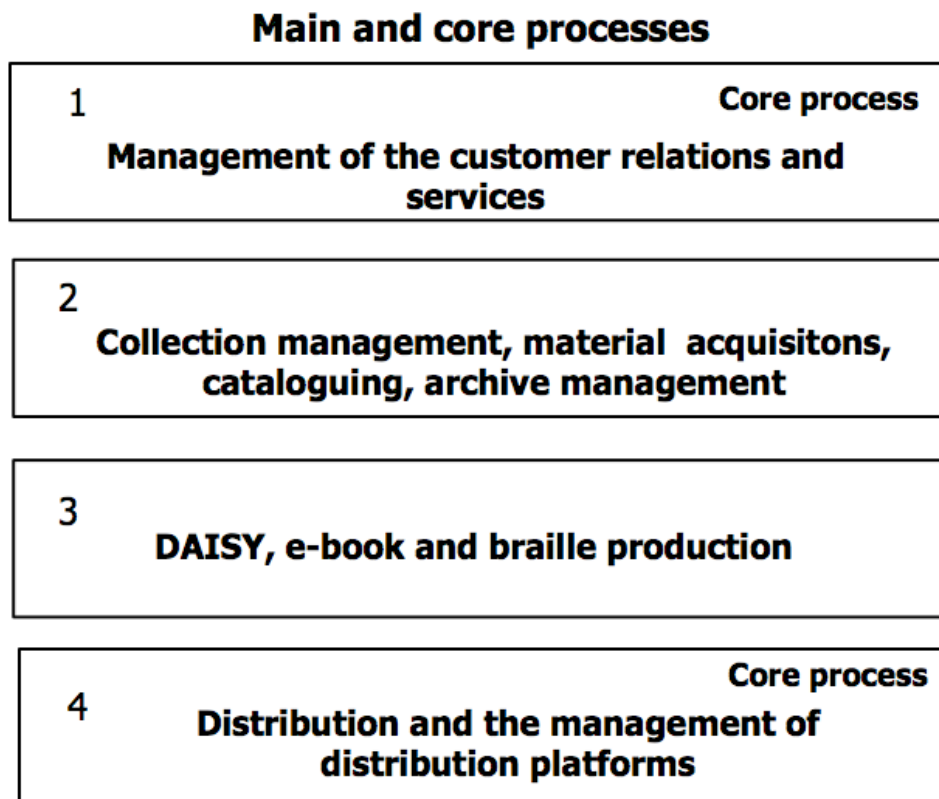 Main and core processes
1
Core process
Management of the customer relations and
services
2
Collection management, material acquisitons,
cataloguing, archive management
3
DAISY, e-book and braille production
Core process
4
Distribution and the management of
distribution platforms